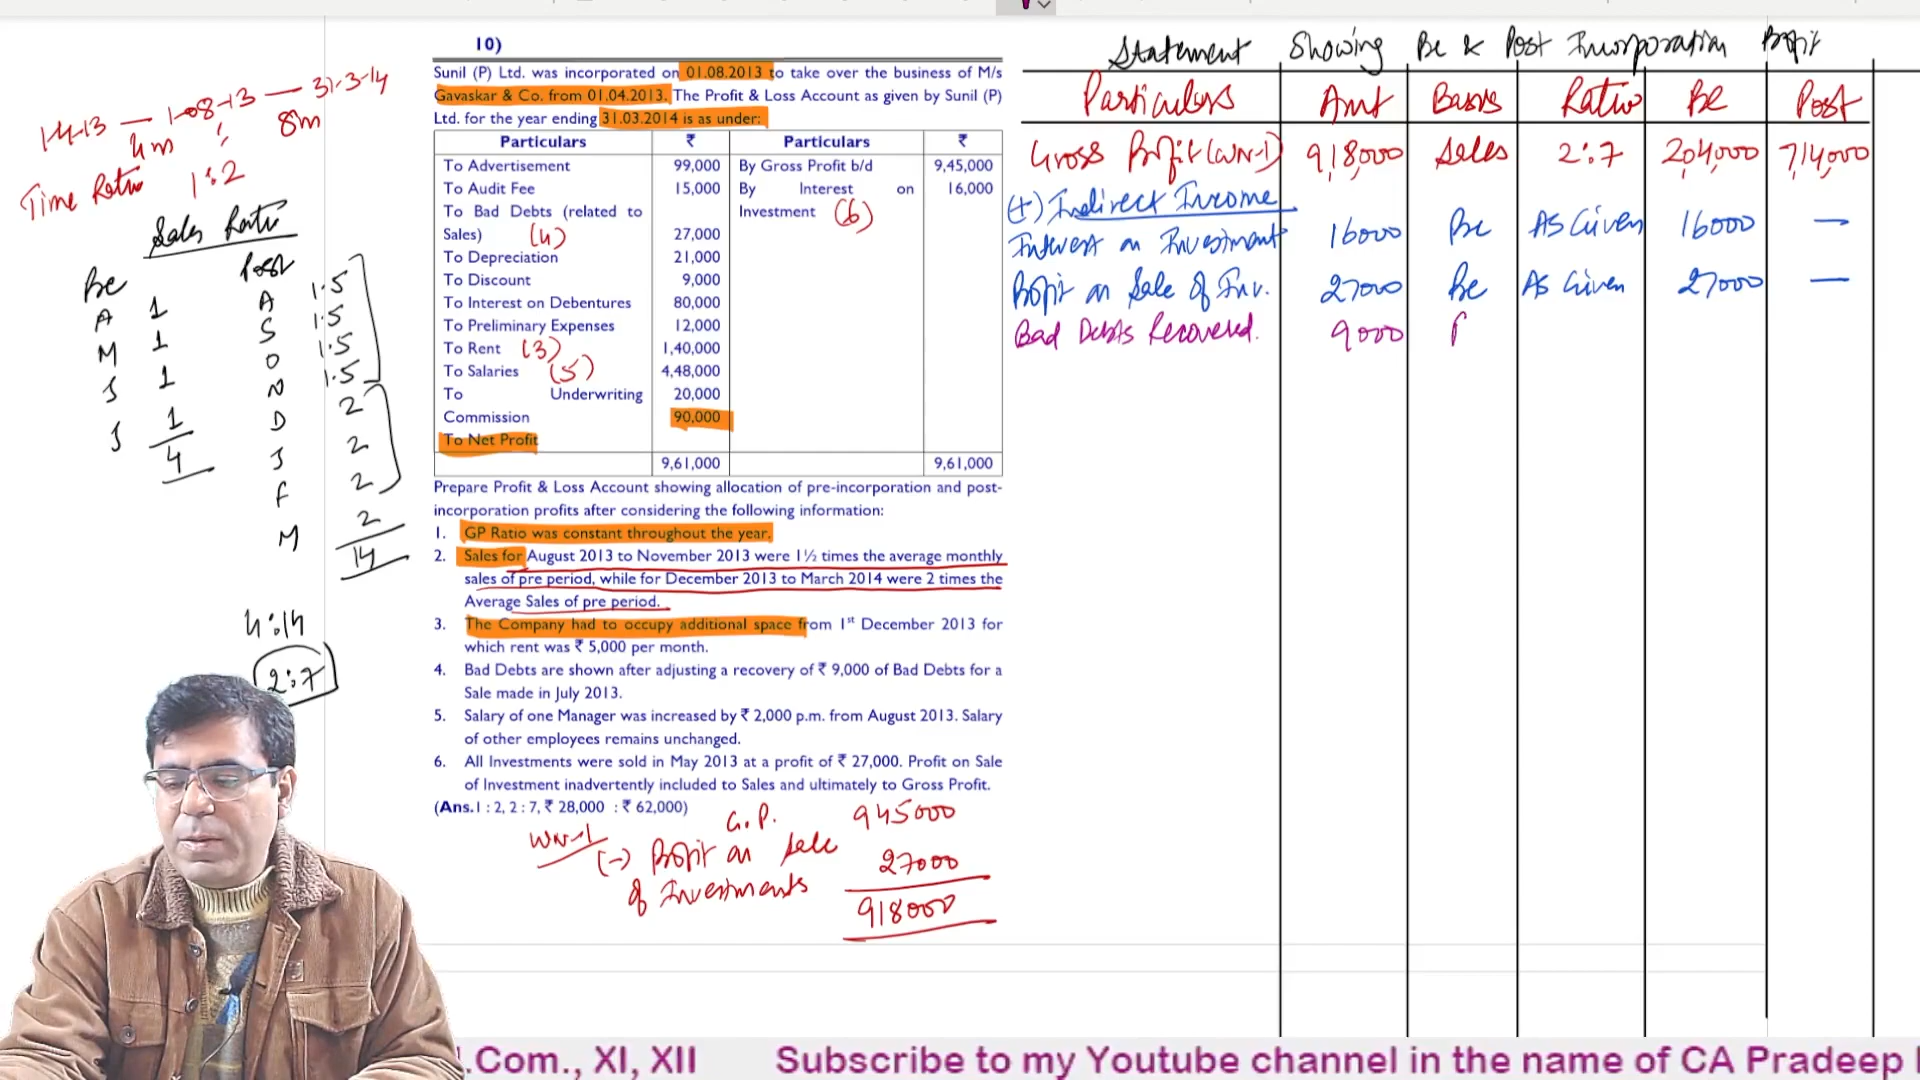 10)
Sunil (P) Ltd. was incorporated on 01.08.2013 to take over the business of M/s
Gavaskar & Co. from 01.04.2013. The Profit & Loss Account as given by Sunil (P)
Ltd. for the year ending 31.03.2014 is as under:
Particulars ₹ Particulars ₹
To Advertisement 99,000 By Gross Profit b/d 9,45,000
To Audit Fee 15,000 By Interest on 16,000
To Bad Debts (related to Investment (6)
Sales) (4) 27,000
To Depreciation 21,000
To Discount 9,000
To Interest on Debentures 80,000
To Preliminary Expenses 12,000
To Rent (3) 1,40,000
To Salaries (5) 4,48,000
To Underwriting 20,000
Commission 90,000
To Net Profit
9,61,000 9,61,000
Prepare Profit & Loss Account showing allocation of pre-incorporation and post-
incorporation profits after considering the following information:
1. GP Ratio was constant throughout the year.
2. Sales for August 2013 to November 2013 were 1½ times the average monthly
sales of pre period, while for December 2013 to March 2014 were 2 times the
Average Sales of pre period.
3. The Company had to occupy additional space from 1st December 2013 for
which rent was ₹ 5,000 per month.
4. Bad Debts are shown after adjusting a recovery of ₹ 9,000 of Bad Debts for a
Sale made in July 2013.
5. Salary of one Manager was increased by ₹ 2,000 p.m. from August 2013. Salary
of other employees remains unchanged.
6. All Investments were sold in May 2013 at a profit of ₹ 27,000. Profit on Sale
of Investment inadvertently included to Sales and ultimately to Gross Profit.
(Ans.1 : 2, 2 : 7, ₹ 28,000 : ₹ 62,000)
WN-1 G.P. 945000
(-) Profit on Sale 27000
of Investments
918000
1-4-13 — 1-08-13 — 31-3-14
4m 8m
Time Ratio 1:2
Sales Ratio
Pre Post
A 1 A 1.5
M 1 S 1.5
J 1 O 1.5
J 1 N 1.5
4 D 2
J 2
F 2
M 2
14
4:14
2:7
Statement Showing Pre & Post Incorporation Profit
Particulars Amt Basis Ratio Pre Post
Gross Profit (WN-1) 918000 Sales 2:7 204000 714000
(+) Indirect Income
Interest on Investment 16000 Pre As Given 16000 —
Profit on Sale of Inv. 27000 Pre As Given 27000 —
Bad Debts Recovered. 9000
.Com., XI, XII Subscribe to my Youtube channel in the name of CA Pradeep